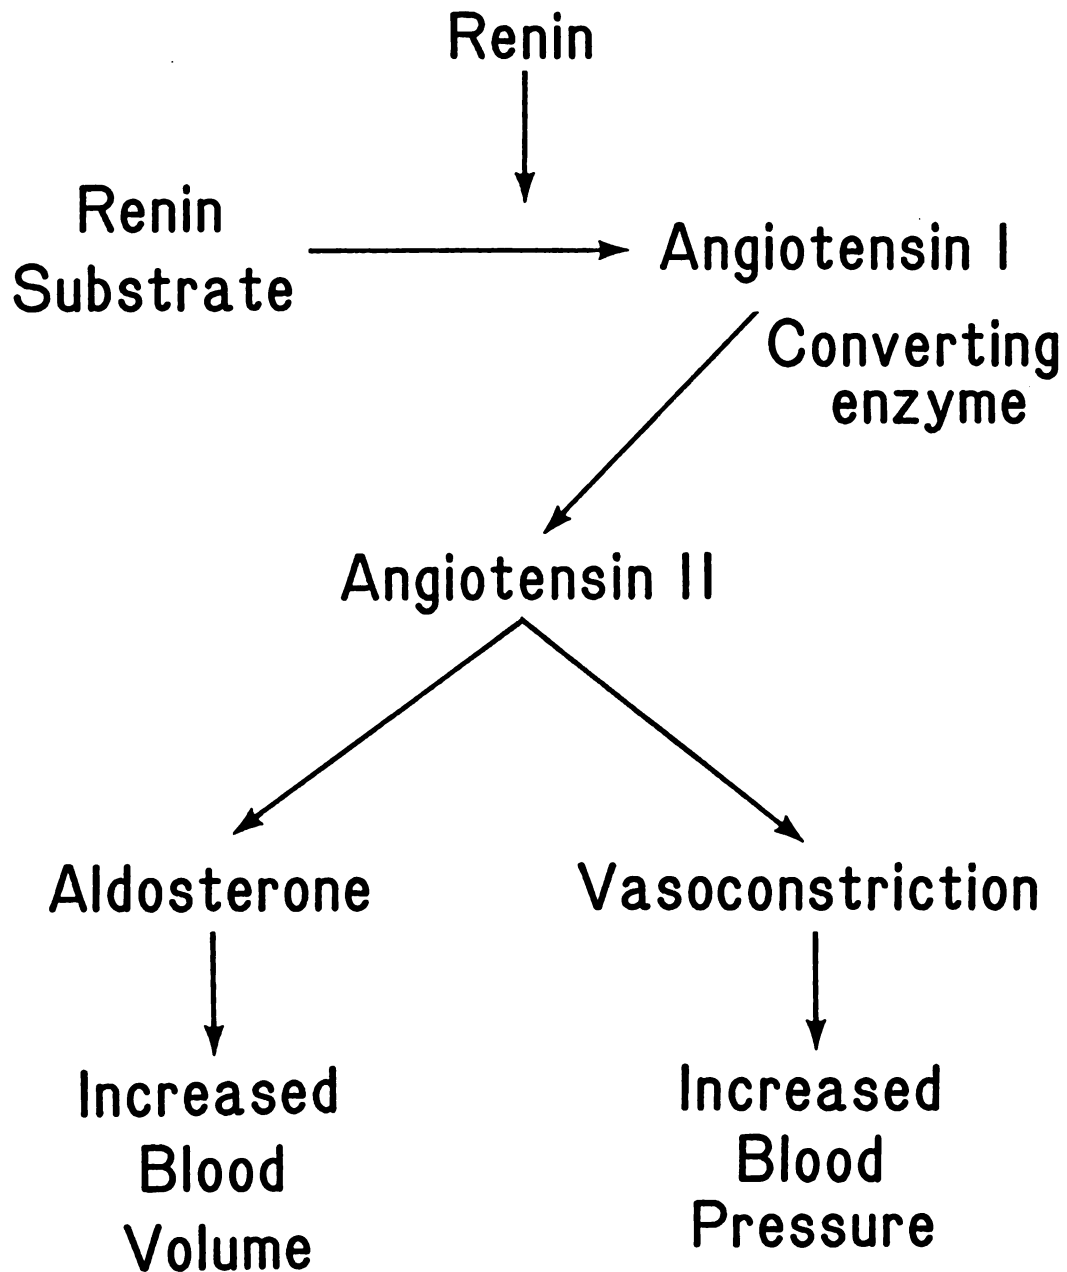 Renin
Renin
Substrate
Angiotensin I
Converting
enzyme
Angiotensin II
Aldosterone
Vasoconstriction
Increased
Blood
Volume
Increased
Blood
Pressure